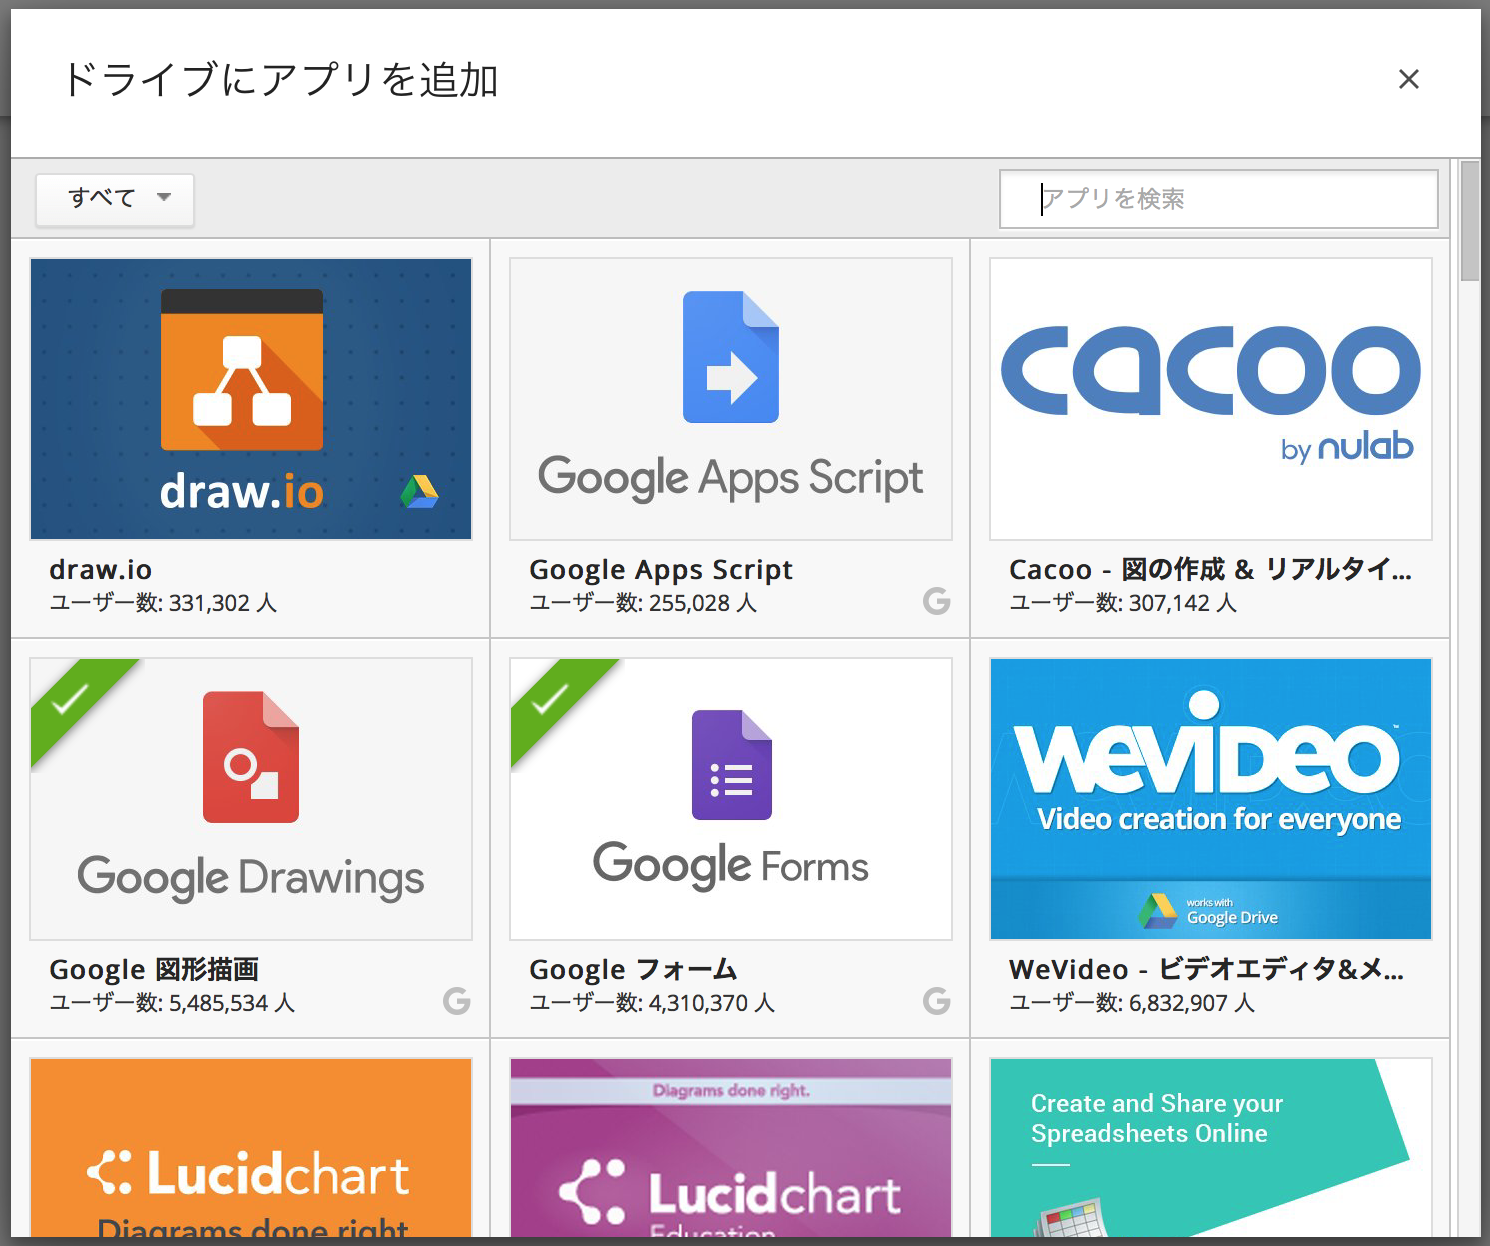 ドライブにアプリを追加
×
すべて
アプリを検索
draw.io
Google Apps Script
cacoo
by nulab
draw.io
ユーザー数: 331,302 人
Google Apps Script
ユーザー数: 255,028 人
G
Cacoo - 図の作成 & リアルタイ...
ユーザー数: 307,142 人
Google Drawings
Google Forms
WEVIDEO™
Video creation for everyone
works with
Google Drive
Google 図形描画
ユーザー数: 5,485,534 人
G
Google フォーム
ユーザー数: 4,310,370 人
G
WeVideo - ビデオエディタ&メ...
ユーザー数: 6,832,907 人
Lucidchart
Diagrams done right
Diagrams done right.
Lucidchart
Education
Create and Share your
Spreadsheets Online